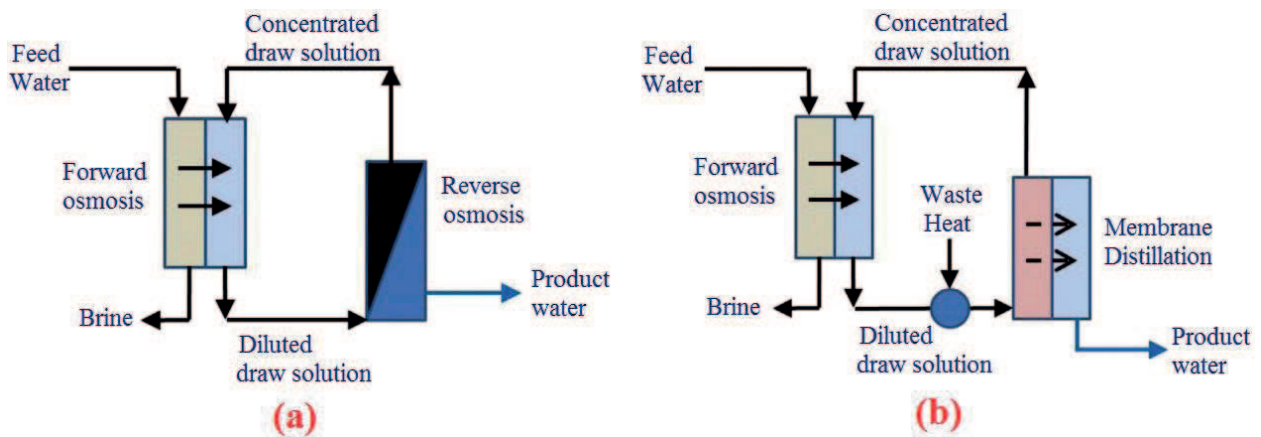 Concentrated
draw solution
Feed
Water
Forward
osmosis
Reverse
osmosis
Product
water
Brine
Diluted
draw solution
(a)
Concentrated
draw solution
Feed
Water
Forward
osmosis
Waste
Heat
Membrane
Distillation
Brine
Diluted
draw solution
Product
water
(b)